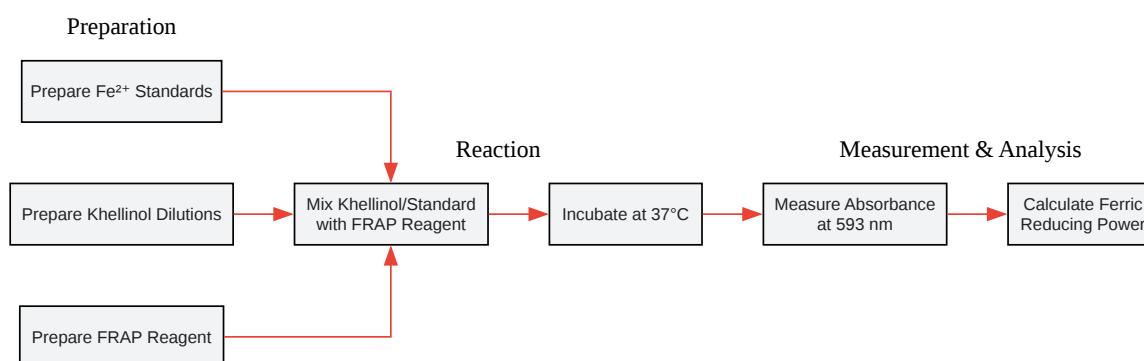 Preparation
Prepare Fe²⁺ Standards
Reaction
Measurement & Analysis
Prepare Khellinol Dilutions
Mix Khellinol/Standard
with FRAP Reagent
Incubate at 37°C
Measure Absorbance
at 593 nm
Calculate Ferric
Reducing Power
Prepare FRAP Reagent